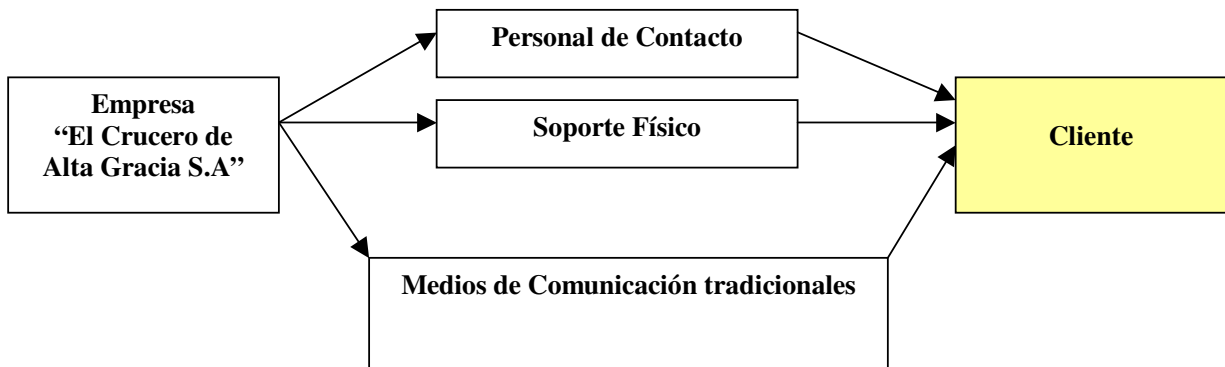 Personal de Contacto
Empresa
“El Crucero de
Alta Gracia S.A”
Soporte Físico
Cliente
Medios de Comunicación tradicionales